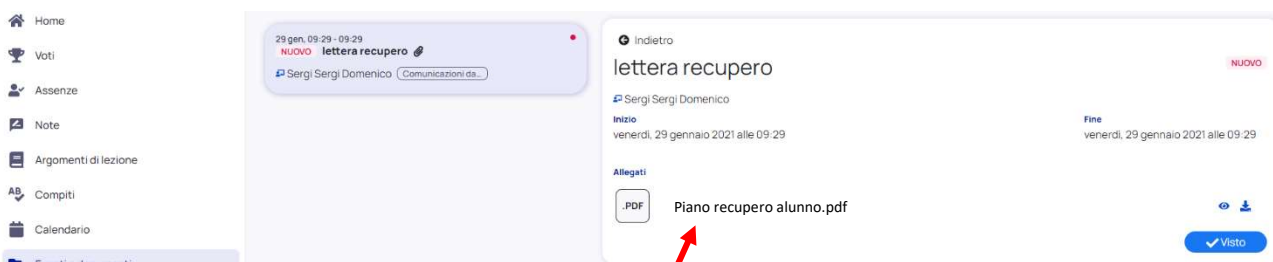 Home
Voti
Assenze
Note
Argomenti di lezione
Compiti
Calendario
29 gen, 09:29 - 09:29
NUOVO lettera recupero
Sergi Sergi Domenico Comunicazioni da...
Indietro
lettera recupero
NUOVO
Sergi Sergi Domenico
Inizio
venerdì, 29 gennaio 2021 alle 09:29
Fine
venerdì, 29 gennaio 2021 alle 09:29
Allegati
.PDF Piano recupero alunno.pdf
Visto